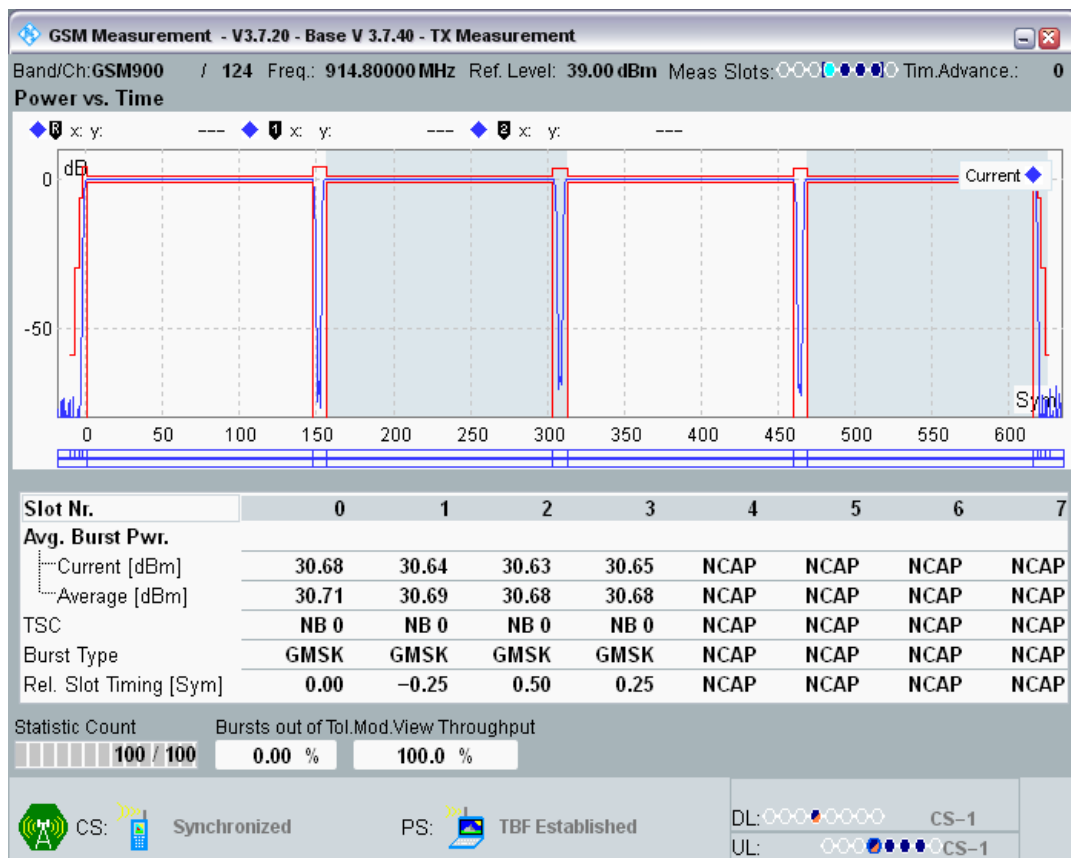 GSM Measurement - V3.7.20 - Base V 3.7.40 - TX Measurement
Band/Ch:GSM900 / 124 Freq.: 914.80000 MHz Ref. Level: 39.00 dBm Meas Slots: Tim.Advance.: 0
Power vs. Time
R x: y: --- 1 x: y: --- 2 x: y: ---
dB
0
Current
-50
Sym
0 50 100 150 200 250 300 350 400 450 500 550 600
Slot Nr. 0 1 2 3 4 5 6 7
Avg. Burst Pwr.
Current [dBm] 30.68 30.64 30.63 30.65 NCAP NCAP NCAP NCAP
Average [dBm] 30.71 30.69 30.68 30.68 NCAP NCAP NCAP NCAP
TSC NB 0 NB 0 NB 0 NB 0 NCAP NCAP NCAP NCAP
Burst Type GMSK GMSK GMSK GMSK NCAP NCAP NCAP NCAP
Rel. Slot Timing [Sym] 0.00 −0.25 0.50 0.25 NCAP NCAP NCAP NCAP
Statistic Count Bursts out of Tol.Mod.View Throughput
100 / 100 0.00 % 100.0 %
CS: Synchronized PS: TBF Established
DL: CS−1
UL: CS−1